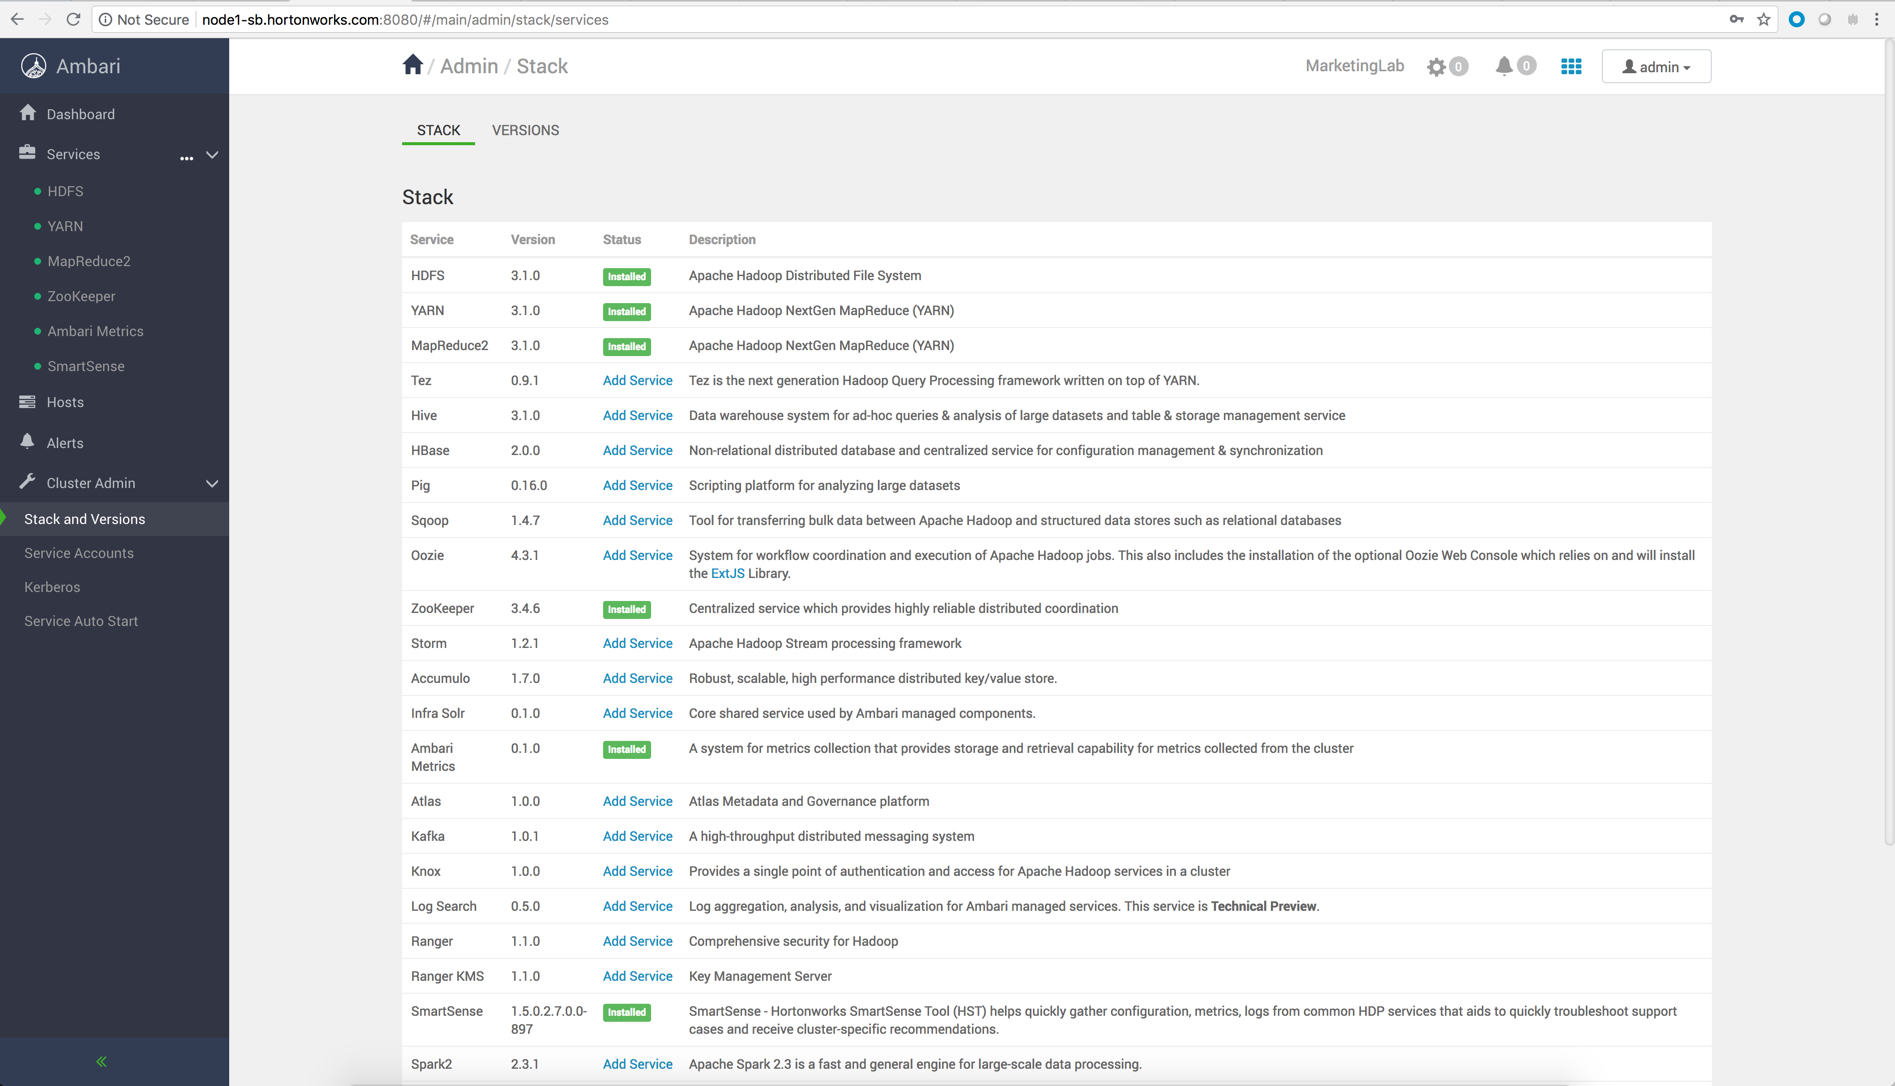 Not Secure node1-sb.hortonworks.com:8080/#/main/admin/stack/services
Ambari
/ Admin / Stack
MarketingLab 0 0 admin
Dashboard
Services ...
HDFS
YARN
MapReduce2
ZooKeeper
Ambari Metrics
SmartSense
Hosts
Alerts
Cluster Admin
Stack and Versions
Service Accounts
Kerberos
Service Auto Start
STACK VERSIONS
Stack
Service Version Status Description
HDFS 3.1.0 Installed Apache Hadoop Distributed File System
YARN 3.1.0 Installed Apache Hadoop NextGen MapReduce (YARN)
MapReduce2 3.1.0 Installed Apache Hadoop NextGen MapReduce (YARN)
Tez 0.9.1 Add Service Tez is the next generation Hadoop Query Processing framework written on top of YARN.
Hive 3.1.0 Add Service Data warehouse system for ad-hoc queries & analysis of large datasets and table & storage management service
HBase 2.0.0 Add Service Non-relational distributed database and centralized service for configuration management & synchronization
Pig 0.16.0 Add Service Scripting platform for analyzing large datasets
Sqoop 1.4.7 Add Service Tool for transferring bulk data between Apache Hadoop and structured data stores such as relational databases
Oozie 4.3.1 Add Service System for workflow coordination and execution of Apache Hadoop jobs. This also includes the installation of the optional Oozie Web Console which relies on and will install
the ExtJS Library.
ZooKeeper 3.4.6 Installed Centralized service which provides highly reliable distributed coordination
Storm 1.2.1 Add Service Apache Hadoop Stream processing framework
Accumulo 1.7.0 Add Service Robust, scalable, high performance distributed key/value store.
Infra Solr 0.1.0 Add Service Core shared service used by Ambari managed components.
Ambari 0.1.0 Installed A system for metrics collection that provides storage and retrieval capability for metrics collected from the cluster
Metrics
Atlas 1.0.0 Add Service Atlas Metadata and Governance platform
Kafka 1.0.1 Add Service A high-throughput distributed messaging system
Knox 1.0.0 Add Service Provides a single point of authentication and access for Apache Hadoop services in a cluster
Log Search 0.5.0 Add Service Log aggregation, analysis, and visualization for Ambari managed services. This service is Technical Preview.
Ranger 1.1.0 Add Service Comprehensive security for Hadoop
Ranger KMS 1.1.0 Add Service Key Management Server
SmartSense 1.5.0.2.7.0.0- Installed SmartSense - Hortonworks SmartSense Tool (HST) helps quickly gather configuration, metrics, logs from common HDP services that aids to quickly troubleshoot support
897 cases and receive cluster-specific recommendations.
Spark2 2.3.1 Add Service Apache Spark 2.3 is a fast and general engine for large-scale data processing.